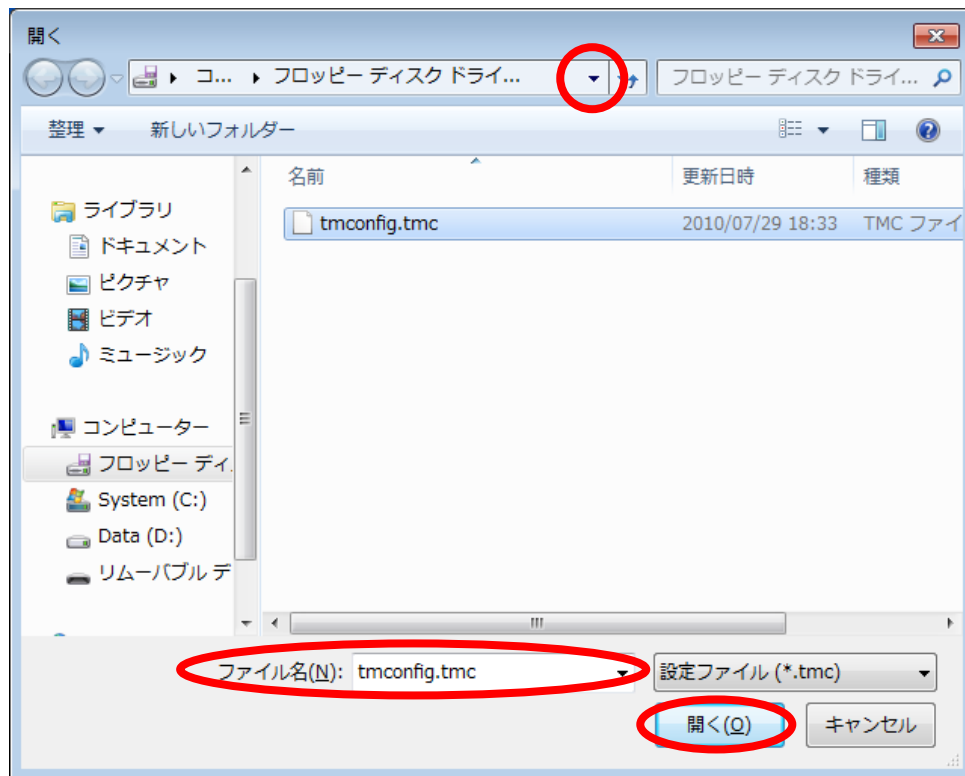 開く
コ... フロッピー ディスク ドライ... フロッピー ディスク ドライ...
整理 新しいフォルダー
名前 更新日時 種類
tmconfig.tmc 2010/07/29 18:33 TMC ファイ
ライブラリ
ドキュメント
ピクチャ
ビデオ
ミュージック
コンピューター
フロッピー ディ
System (C:)
Data (D:)
リムーバブル デ
ファイル名(N): tmconfig.tmc 設定ファイル (*.tmc)
開く(O) キャンセル